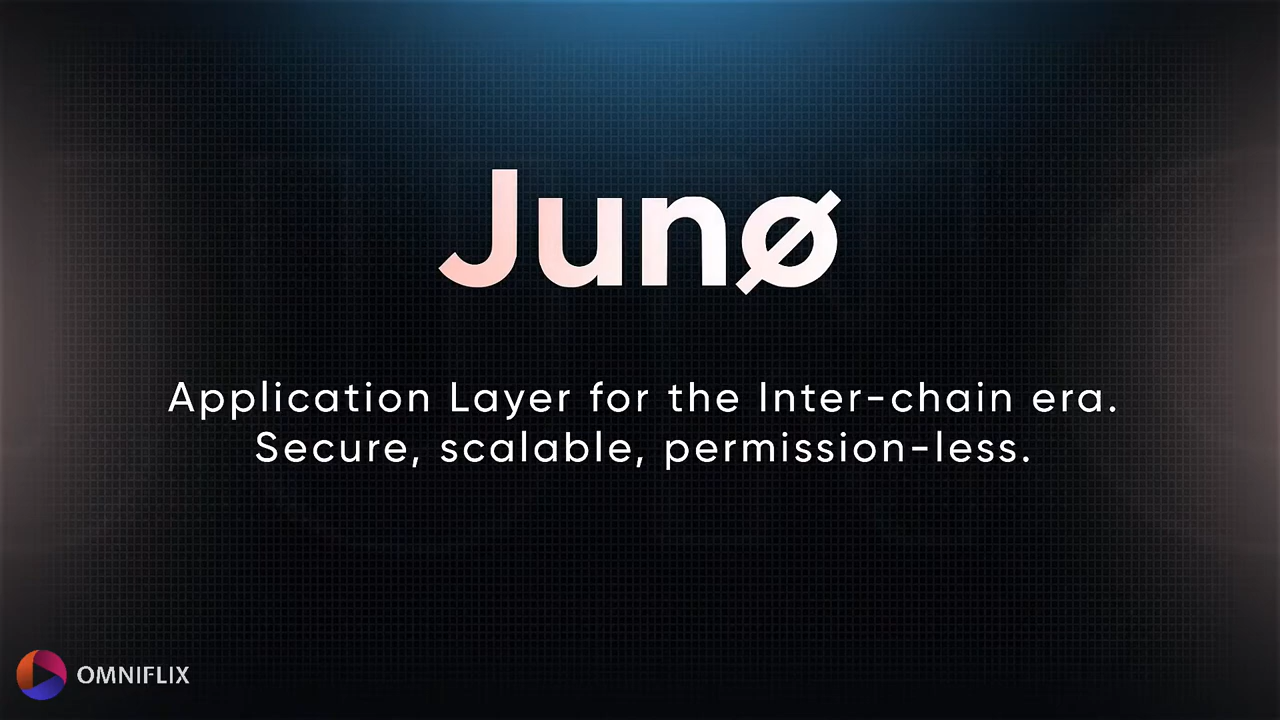 Junø
Application Layer for the Inter-chain era.
Secure, scalable, permission-less.
OMNIFLIX